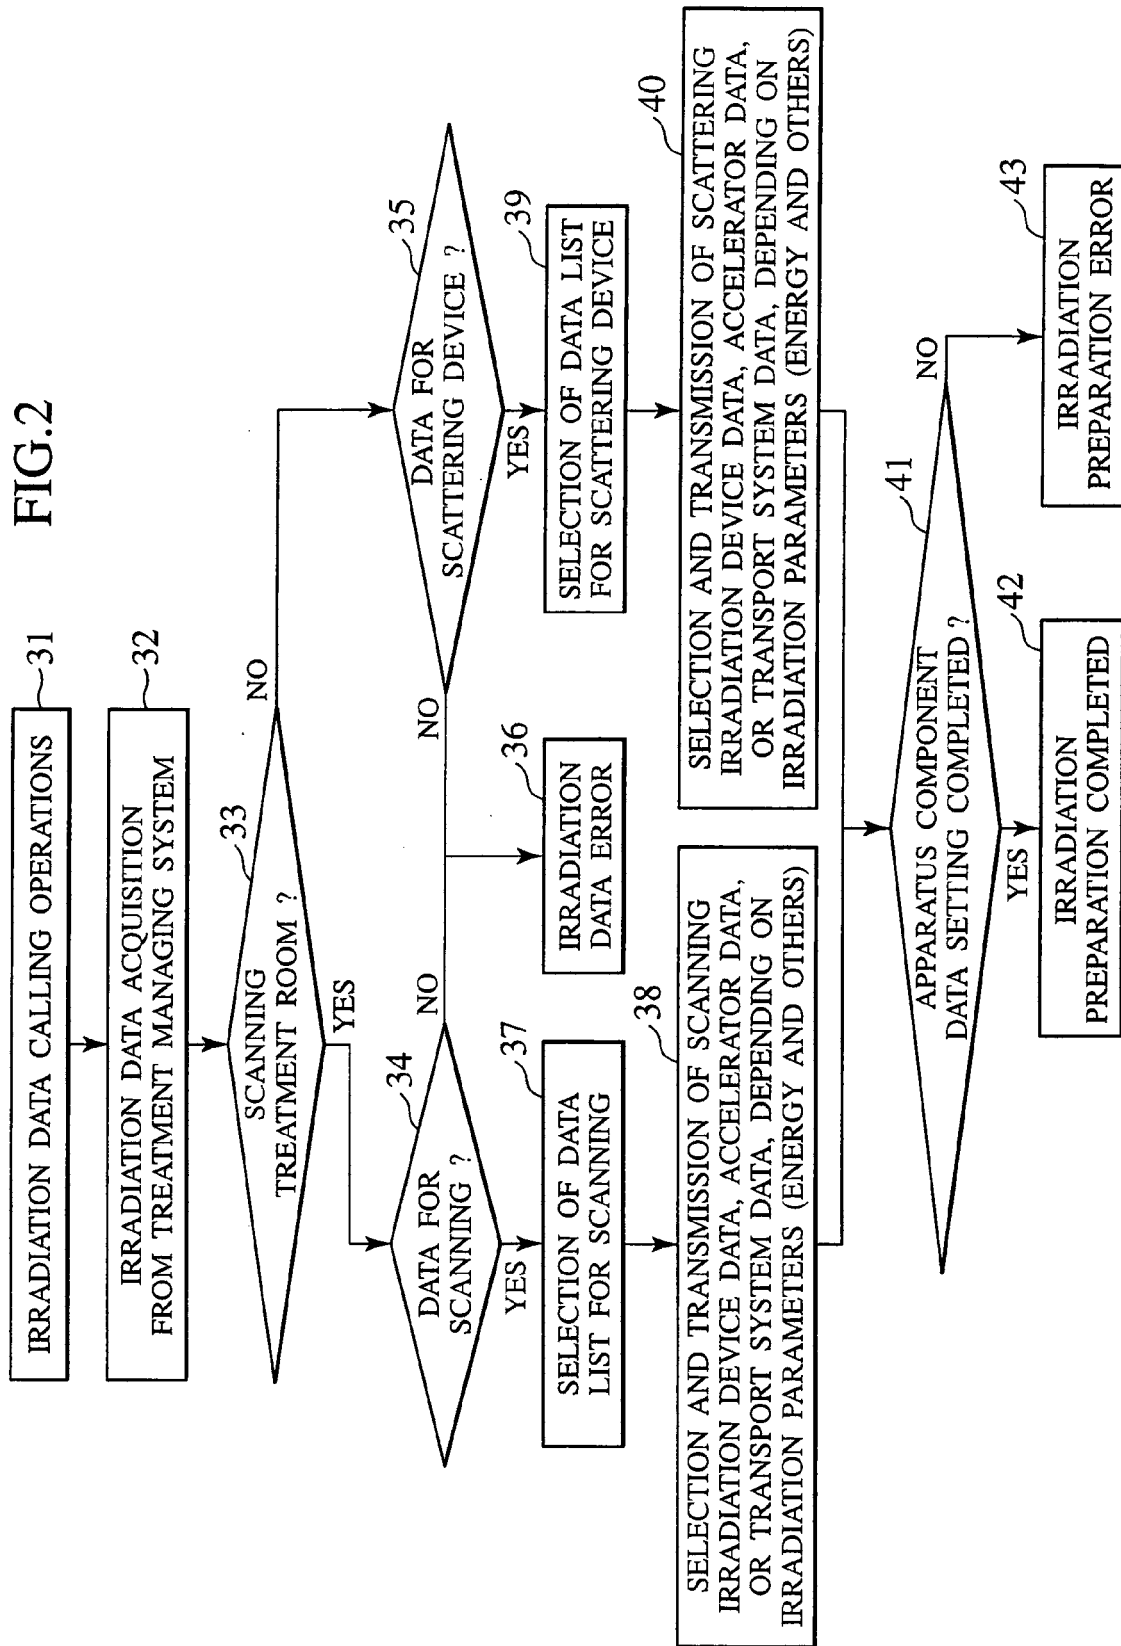 FIG.2
IRRADIATION DATA CALLING OPERATIONS
31
IRRADIATION DATA ACQUISITION
FROM TREATMENT MANAGING SYSTEM
32
SCANNING
TREATMENT ROOM ?
33
NO
YES
DATA FOR
SCANNING ?
34
NO
YES
NO
DATA FOR
SCATTERING DEVICE ?
35
YES
SELECTION OF DATA
LIST FOR SCANNING
37
IRRADIATION
DATA ERROR
36
SELECTION OF DATA LIST
FOR SCATTERING DEVICE
39
SELECTION AND TRANSMISSION OF SCANNING
IRRADIATION DEVICE DATA, ACCELERATOR DATA,
OR TRANSPORT SYSTEM DATA, DEPENDING ON
IRRADIATION PARAMETERS (ENERGY AND OTHERS)
38
SELECTION AND TRANSMISSION OF SCATTERING
IRRADIATION DEVICE DATA, ACCELERATOR DATA,
OR TRANSPORT SYSTEM DATA, DEPENDING ON
IRRADIATION PARAMETERS (ENERGY AND OTHERS)
40
APPARATUS COMPONENT
DATA SETTING COMPLETED ?
41
NO
YES
IRRADIATION
PREPARATION COMPLETED
42
IRRADIATION
PREPARATION ERROR
43